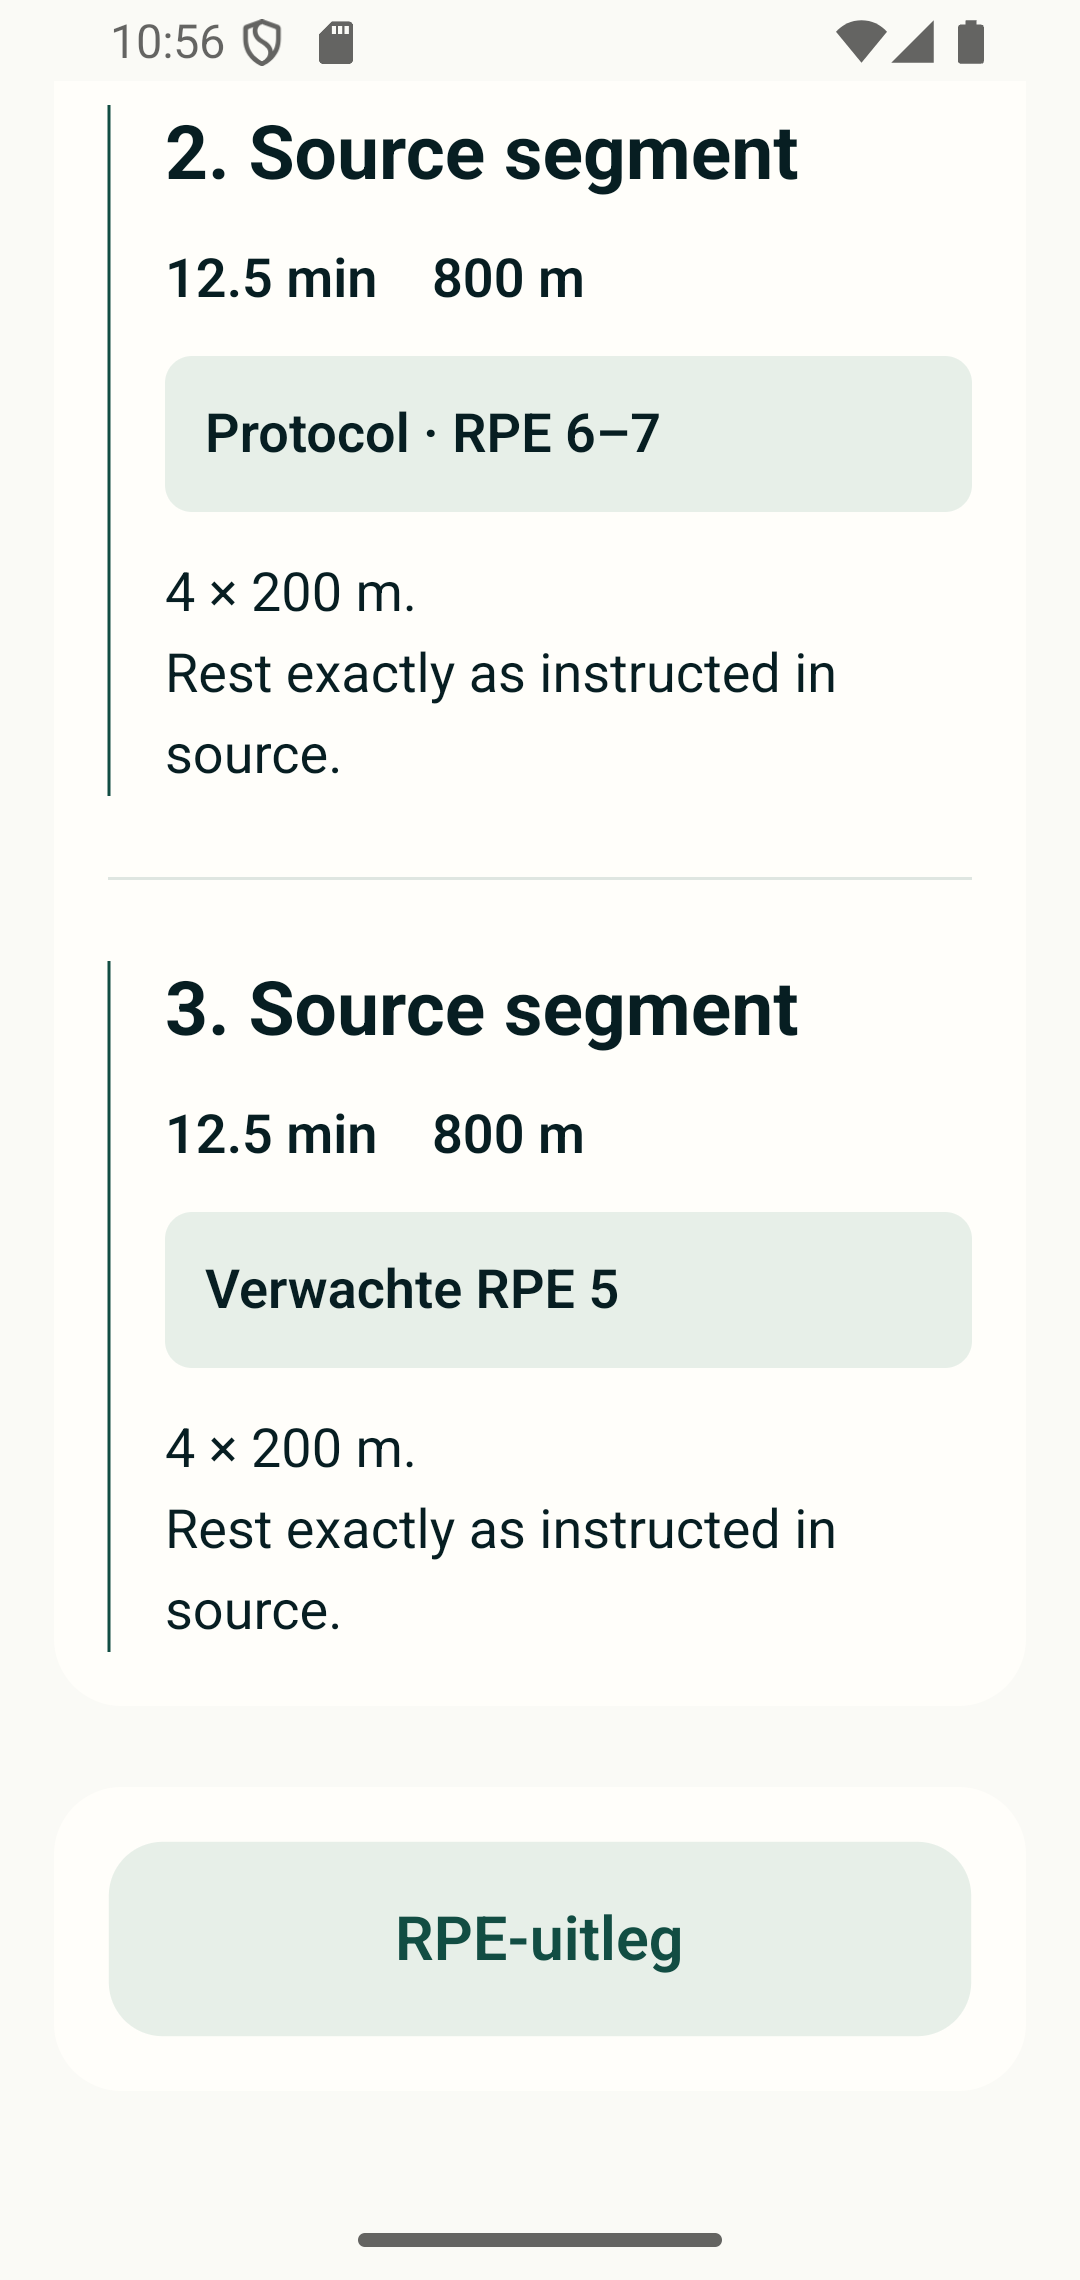 10:56
2. Source segment
12.5 min 800 m
Protocol · RPE 6–7
4 × 200 m.
Rest exactly as instructed in
source.
3. Source segment
12.5 min 800 m
Verwachte RPE 5
4 × 200 m.
Rest exactly as instructed in
source.
RPE-uitleg